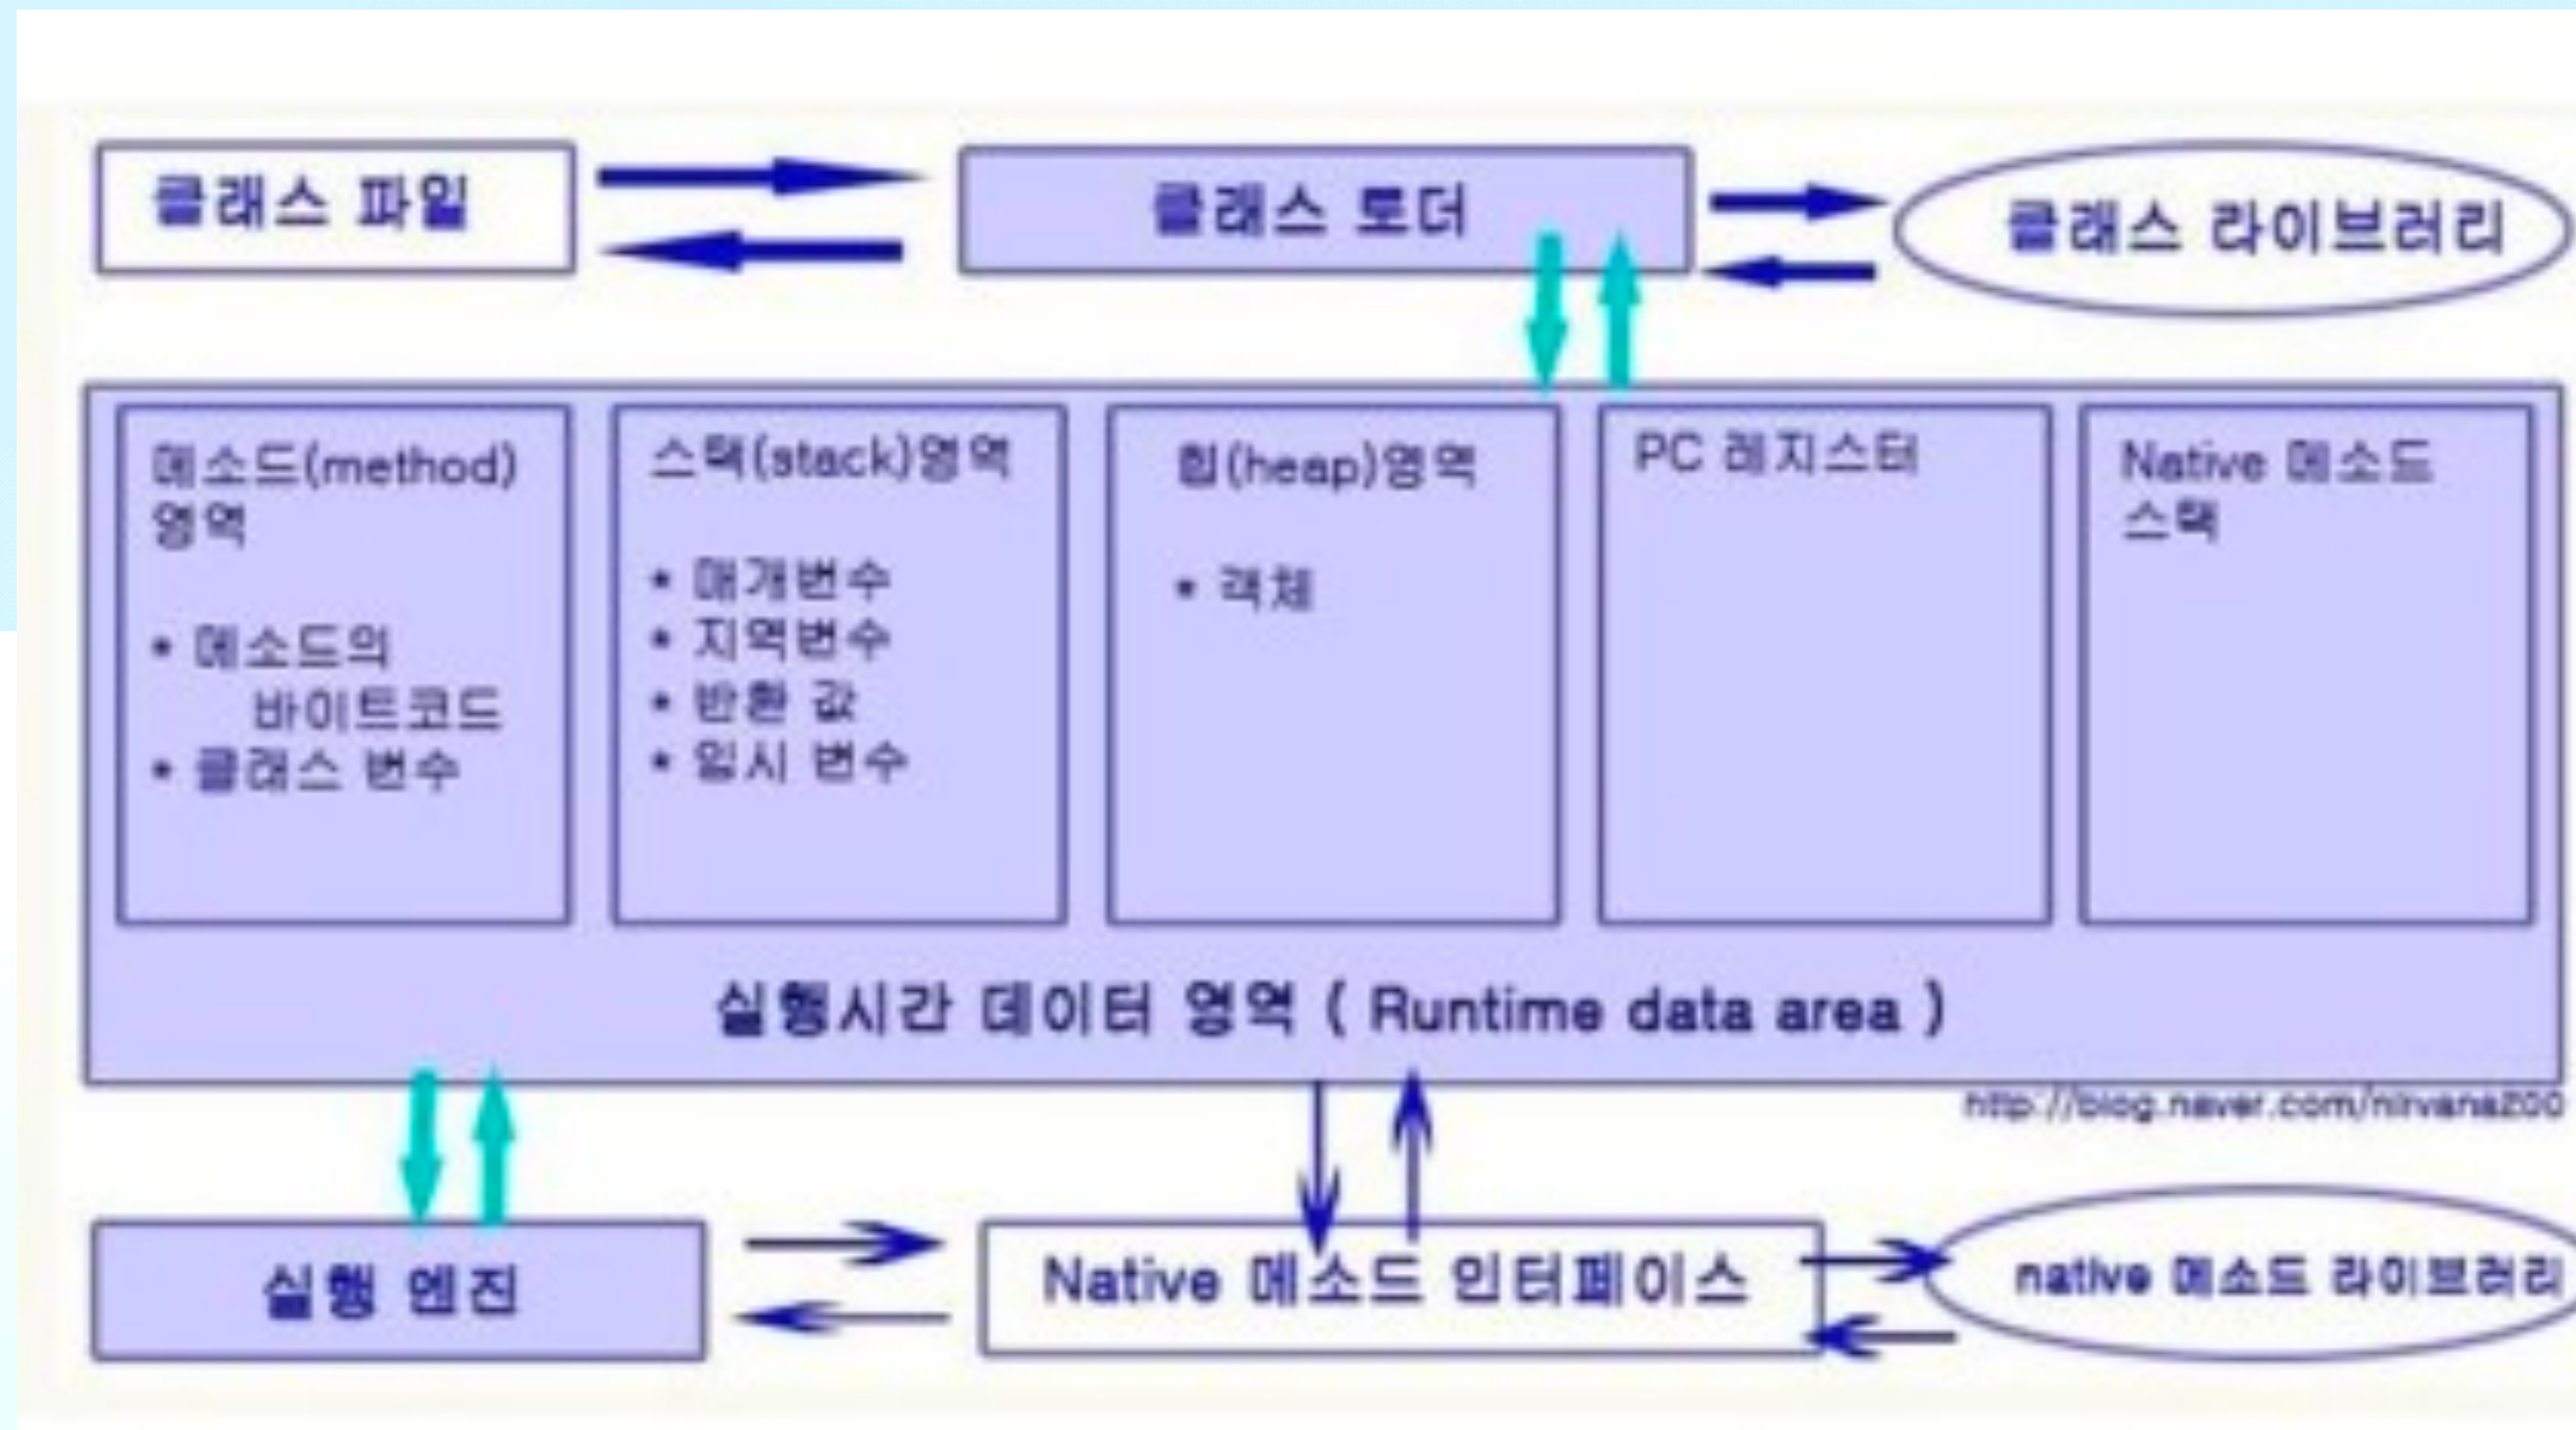 클래스 파일
클래스 로더
클래스 라이브러리
메소드(method)
영역
* 메소드의
바이트코드
* 클래스 변수
스택(stack)영역
* 매개변수
* 지역변수
* 반환 값
* 임시 변수
힙(heap)영역
* 객체
PC 레지스터
Native 메소드
스택
실행시간 데이터 영역 ( Runtime data area )
http://blog.naver.com/nirvana200
실행 엔진
Native 메소드 인터페이스
native 메소드 라이브러리